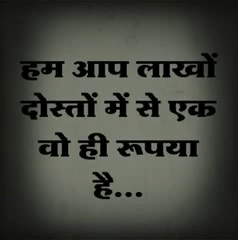 हम आप लाखों
दोस्तों में से एक
वो ही रूपया
है...